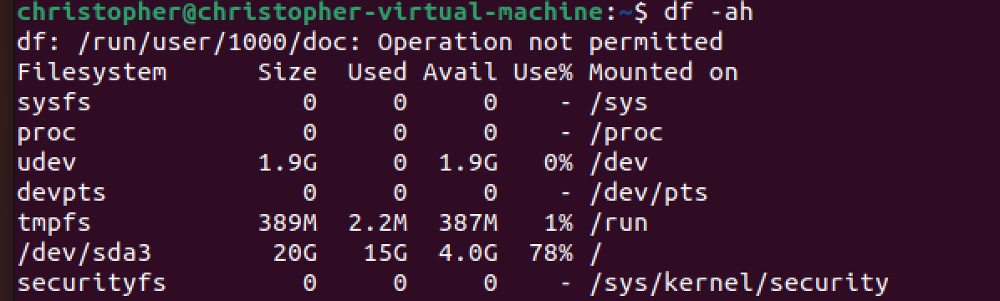 christopher@christopher-virtual-machine:~$ df -ah
df: /run/user/1000/doc: Operation not permitted
Filesystem      Size  Used Avail Use% Mounted on
sysfs              0     0     0    - /sys
proc               0     0     0    - /proc
udev            1.9G     0  1.9G   0% /dev
devpts             0     0     0    - /dev/pts
tmpfs           389M  2.2M  387M   1% /run
/dev/sda3        20G   15G  4.0G  78% /
securityfs         0     0     0    - /sys/kernel/security